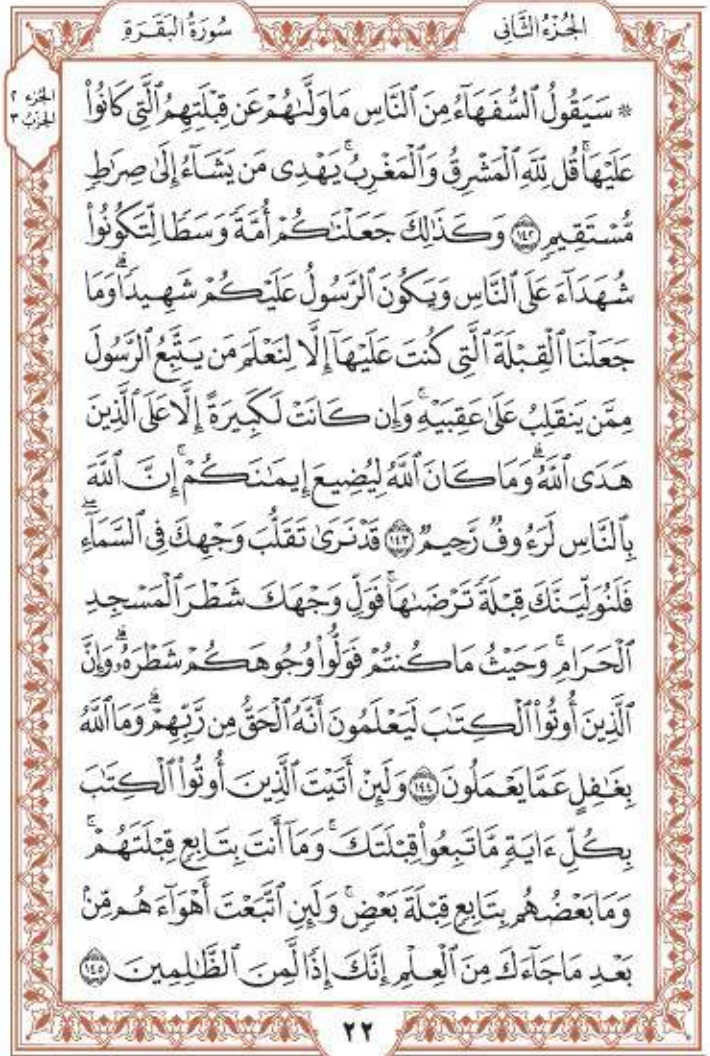 الجُزْءُ الثَّانِي
سُورَةُ البَقَرَةِ
الجزء ٢
الحزب ٣
۞ سَيَقُولُ ٱلسُّفَهَآءُ مِنَ ٱلنَّاسِ مَا وَلَّىٰهُمْ عَن قِبْلَتِهِمُ ٱلَّتِى كَانُوا۟
عَلَيْهَا ۚ قُل لِّلَّهِ ٱلْمَشْرِقُ وَٱلْمَغْرِبُ ۚ يَهْدِى مَن يَشَآءُ إِلَىٰ صِرَٰطٍ
مُّسْتَقِيمٍ ١٤٢ وَكَذَٰلِكَ جَعَلْنَٰكُمْ أُمَّةً وَسَطًا لِّتَكُونُوا۟
شُهَدَآءَ عَلَى ٱلنَّاسِ وَيَكُونَ ٱلرَّسُولُ عَلَيْكُمْ شَهِيدًا ۗ وَمَا
جَعَلْنَا ٱلْقِبْلَةَ ٱلَّتِى كُنتَ عَلَيْهَآ إِلَّا لِنَعْلَمَ مَن يَتَّبِعُ ٱلرَّسُولَ
مِمَّن يَنقَلِبُ عَلَىٰ عَقِبَيْهِ ۚ وَإِن كَانَتْ لَكَبِيرَةً إِلَّا عَلَى ٱلَّذِينَ
هَدَى ٱللَّهُ ۗ وَمَا كَانَ ٱللَّهُ لِيُضِيعَ إِيمَٰنَكُمْ ۚ إِنَّ ٱللَّهَ
بِٱلنَّاسِ لَرَءُوفٌ رَّحِيمٌ ١٤٣ قَدْ نَرَىٰ تَقَلُّبَ وَجْهِكَ فِى ٱلسَّمَآءِ ۖ
فَلَنُوَلِّيَنَّكَ قِبْلَةً تَرْضَىٰهَا ۚ فَوَلِّ وَجْهَكَ شَطْرَ ٱلْمَسْجِدِ
ٱلْحَرَامِ ۚ وَحَيْثُ مَا كُنتُمْ فَوَلُّوا۟ وُجُوهَكُمْ شَطْرَهُۥ ۗ وَإِنَّ
ٱلَّذِينَ أُوتُوا۟ ٱلْكِتَٰبَ لَيَعْلَمُونَ أَنَّهُ ٱلْحَقُّ مِن رَّبِّهِمْ ۗ وَمَا ٱللَّهُ
بِغَٰفِلٍ عَمَّا يَعْمَلُونَ ١٤٤ وَلَئِنْ أَتَيْتَ ٱلَّذِينَ أُوتُوا۟ ٱلْكِتَٰبَ
بِكُلِّ ءَايَةٍ مَّا تَبِعُوا۟ قِبْلَتَكَ ۚ وَمَآ أَنتَ بِتَابِعٍ قِبْلَتَهُمْ ۚ
وَمَا بَعْضُهُم بِتَابِعٍ قِبْلَةَ بَعْضٍ ۚ وَلَئِنِ ٱتَّبَعْتَ أَهْوَآءَهُم مِّنۢ
بَعْدِ مَا جَآءَكَ مِنَ ٱلْعِلْمِ إِنَّكَ إِذًا لَّمِنَ ٱلظَّٰلِمِينَ ١٤٥
٢٢